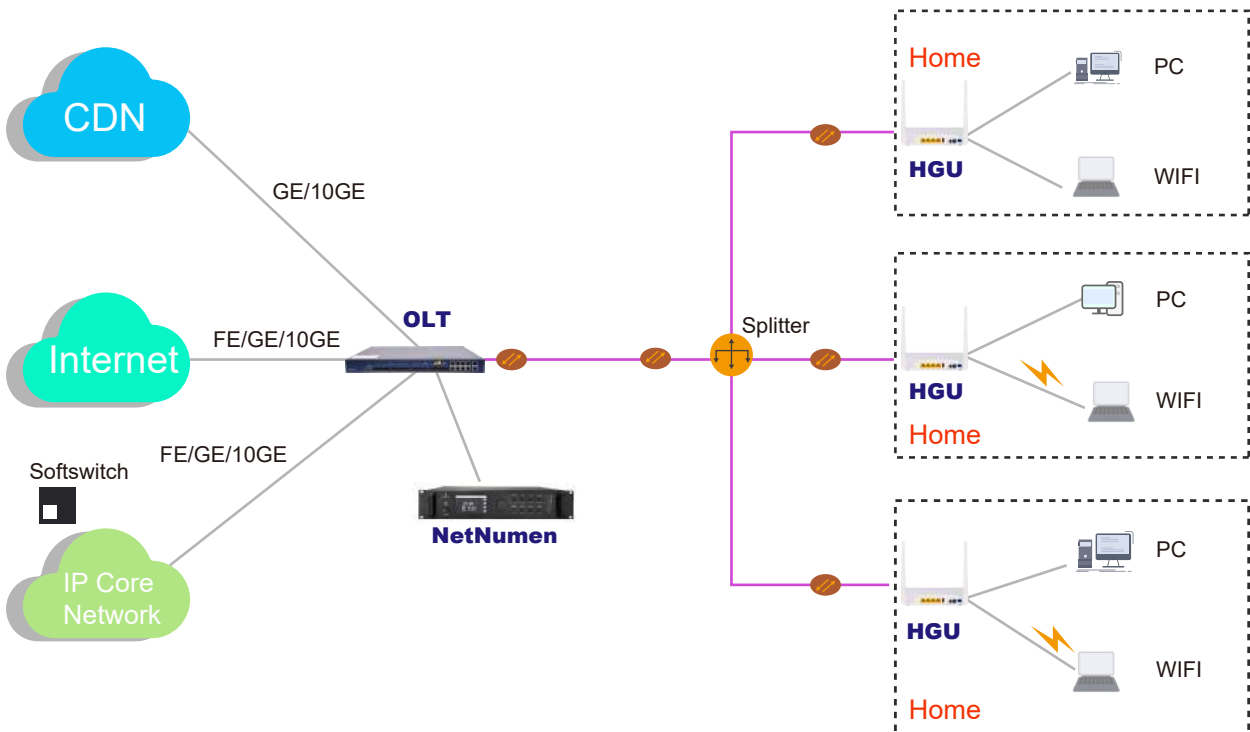 CDN
GE/10GE
Internet
FE/GE/10GE
OLT
FE/GE/10GE
Softswitch
IP Core
Network
NetNumen
Splitter
Home
HGU
PC
WIFI
PC
HGU
WIFI
Home
PC
HGU
WIFI
Home